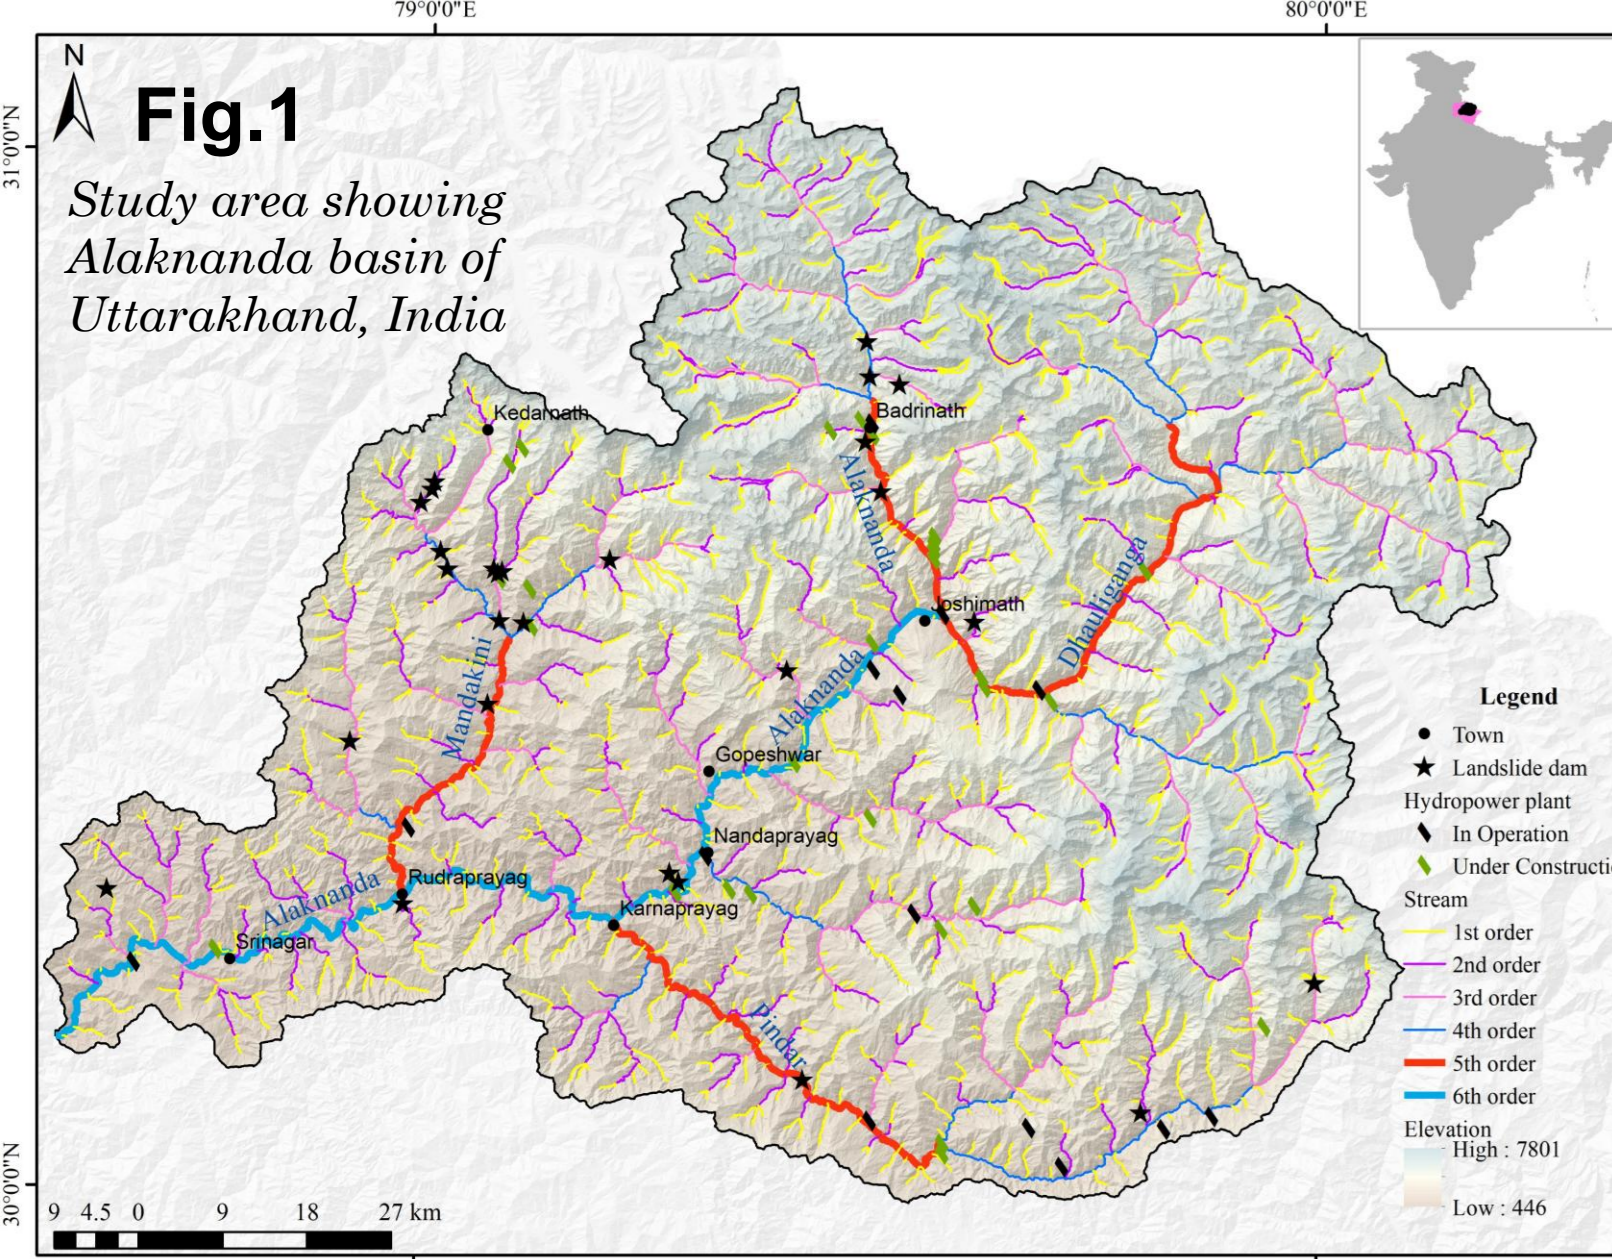 79°0'0"E
80°0'0"E
31°0'0"N
30°0'0"N
N
Fig.1
Study area showing
Alaknanda basin of
Uttarakhand, India
Kedarnath
Badrinath
Alaknanda
Joshimath
Dhauliganga
Mandakini
Alaknanda
Gopeshwar
Nandaprayag
Rudraprayag
Alaknanda
Karnaprayag
Srinagar
Pindar
Legend
Town
Landslide dam
Hydropower plant
In Operation
Under Constructi
Stream
1st order
2nd order
3rd order
4th order
5th order
6th order
Elevation
High : 7801
Low : 446
9 4.5 0 9 18 27 km